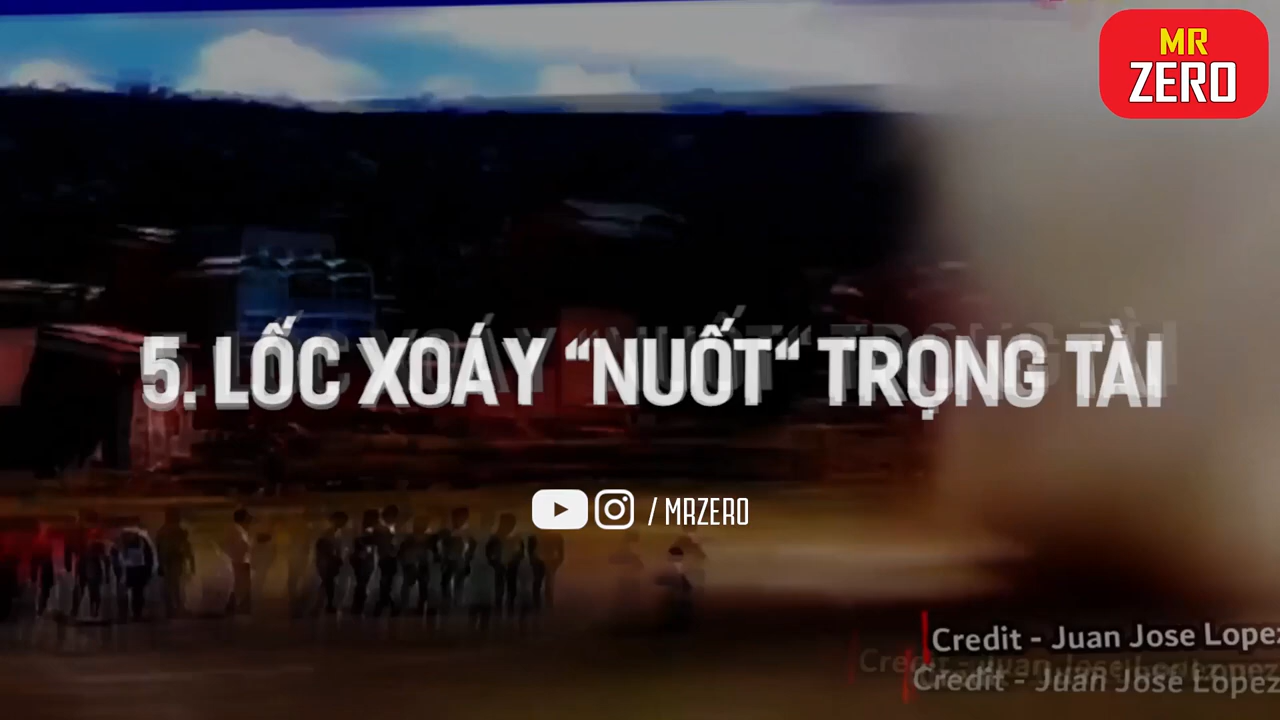 MR
ZERO
5. LỐC XOÁY “NUỐT“ TRỌNG TÀI
/ MRZERO
Credit - Juan Jose Lopez
Credit - Juan Jose Lopez